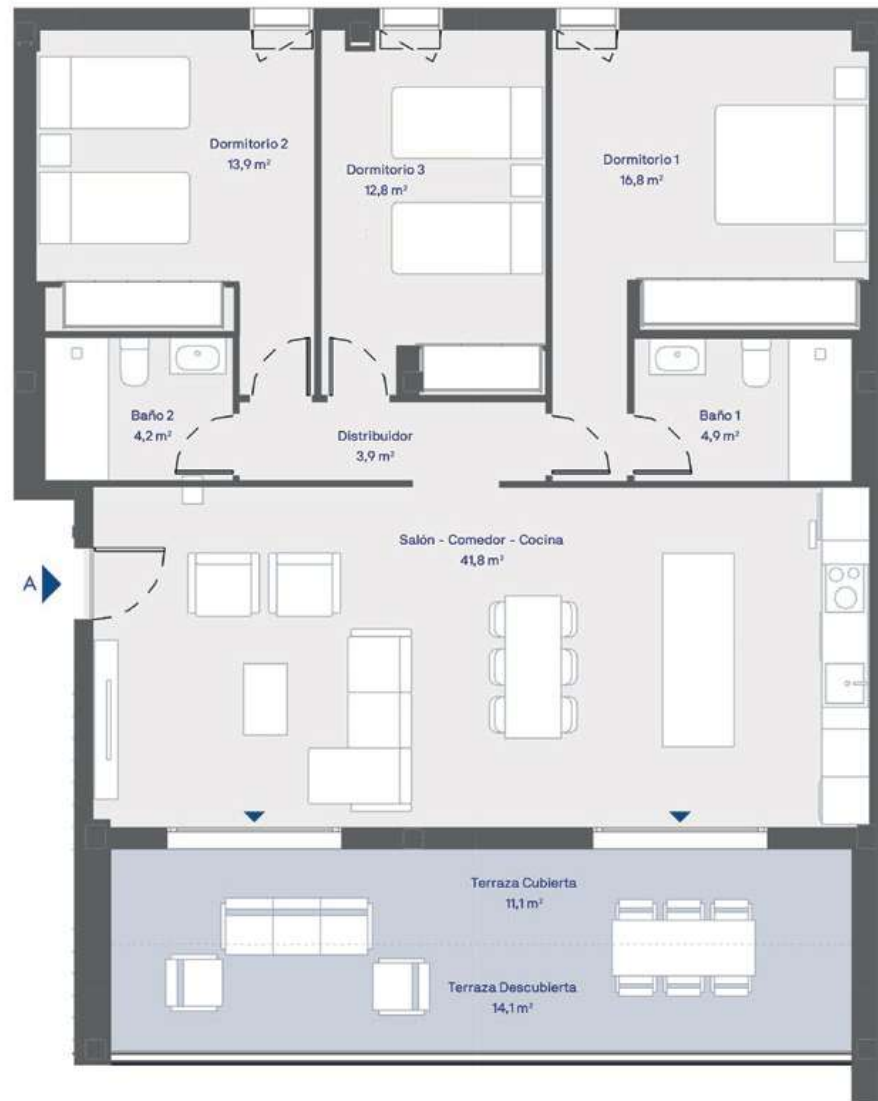 Dormitorio 2
13,9 m²
Dormitorio 3
12,8 m²
Dormitorio 1
16,8 m²
Baño 2
4,2 m²
Distribuidor
3,9 m²
Baño 1
4,9 m²
Salón - Comedor - Cocina
41,8 m²
A
Terraza Cubierta
11,1 m²
Terraza Descubierta
14,1 m²